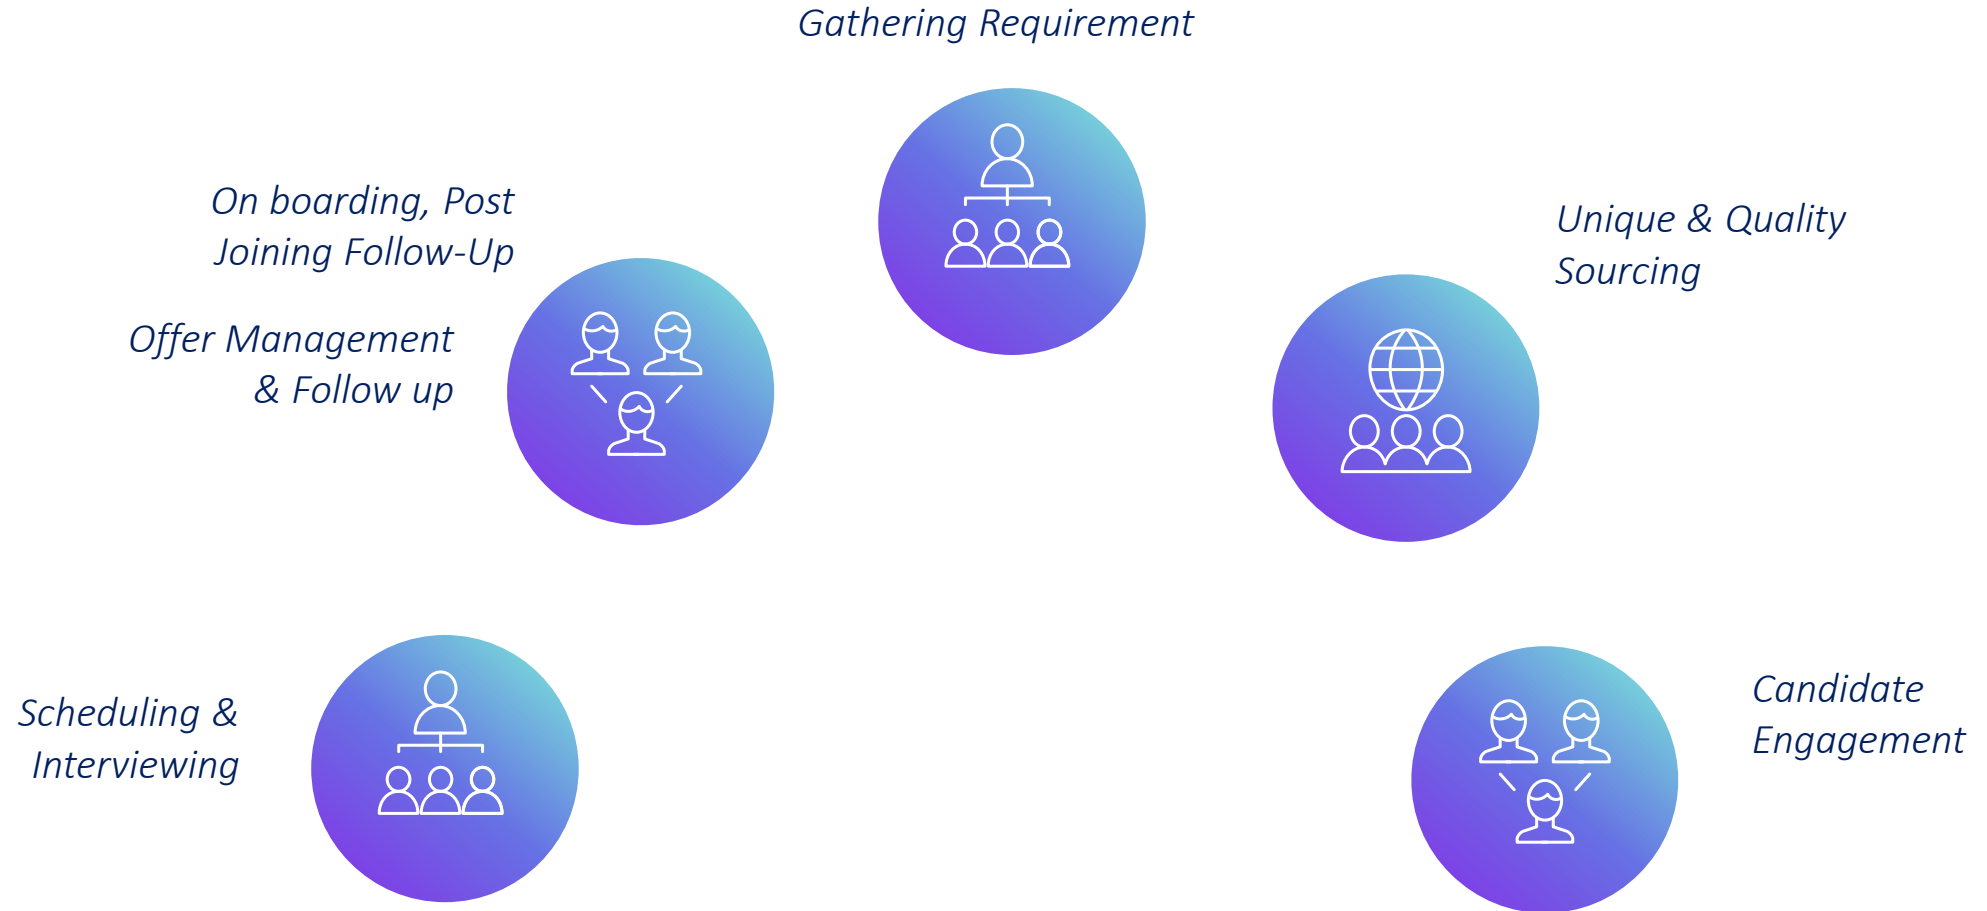 Gathering Requirement
On boarding, Post
Joining Follow-Up
Unique & Quality
Sourcing
Offer Management
& Follow up
Candidate
Engagement
Scheduling &
Interviewing